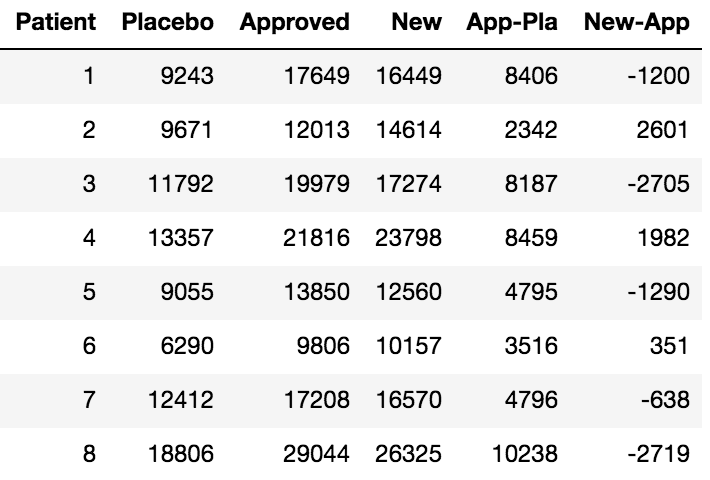 Patient Placebo Approved New App-Pla New-App
1 9243 17649 16449 8406 -1200
2 9671 12013 14614 2342 2601
3 11792 19979 17274 8187 -2705
4 13357 21816 23798 8459 1982
5 9055 13850 12560 4795 -1290
6 6290 9806 10157 3516 351
7 12412 17208 16570 4796 -638
8 18806 29044 26325 10238 -2719